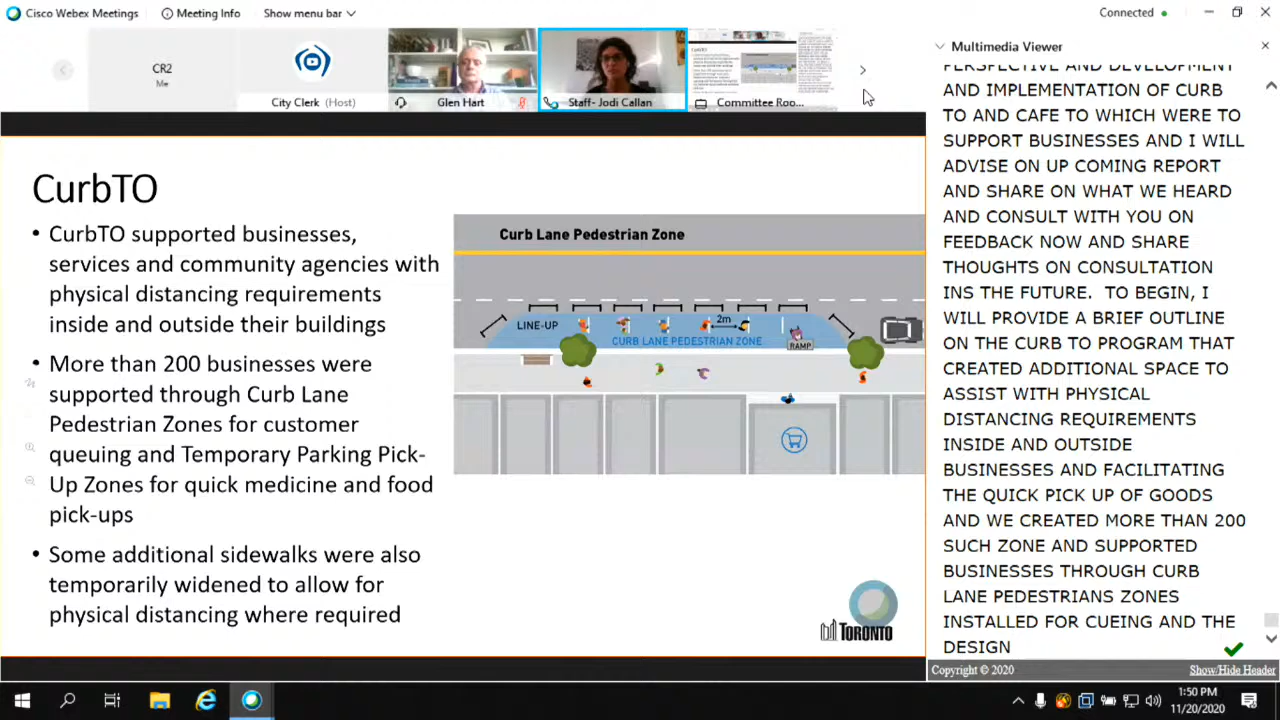 Cisco Webex Meetings
Meeting Info
Show menu bar
Connected
CR2
Me
City Clerk (Host)
Glen Hart
Staff- Jodi Callan
Committee Roo...
CurbTO
• CurbTO supported businesses,
services and community agencies with
physical distancing requirements
inside and outside their buildings
• More than 200 businesses were
supported through Curb Lane
Pedestrian Zones for customer
queuing and Temporary Parking Pick-
Up Zones for quick medicine and food
pick-ups
• Some additional sidewalks were also
temporarily widened to allow for
physical distancing where required
Curb Lane Pedestrian Zone
LINE-UP
2m
CURB LANE PEDESTRIAN ZONE
RAMP
TORONTO
Multimedia Viewer
PERSPECTIVE AND DEVELOPMENT
AND IMPLEMENTATION OF CURB
TO AND CAFE TO WHICH WERE TO
SUPPORT BUSINESSES AND I WILL
ADVISE ON UP COMING REPORT
AND SHARE ON WHAT WE HEARD
AND CONSULT WITH YOU ON
FEEDBACK NOW AND SHARE
THOUGHTS ON CONSULTATION
INS THE FUTURE.  TO BEGIN, I
WILL PROVIDE A BRIEF OUTLINE
ON THE CURB TO PROGRAM THAT
CREATED ADDITIONAL SPACE TO
ASSIST WITH PHYSICAL
DISTANCING REQUIREMENTS
INSIDE AND OUTSIDE
BUSINESSES AND FACILITATING
THE QUICK PICK UP OF GOODS
AND WE CREATED MORE THAN 200
SUCH ZONE AND SUPPORTED
BUSINESSES THROUGH CURB
LANE PEDESTRIANS ZONES
INSTALLED FOR CUEING AND THE
DESIGN
Copyright © 2020
Show/Hide Header
1:50 PM
11/20/2020